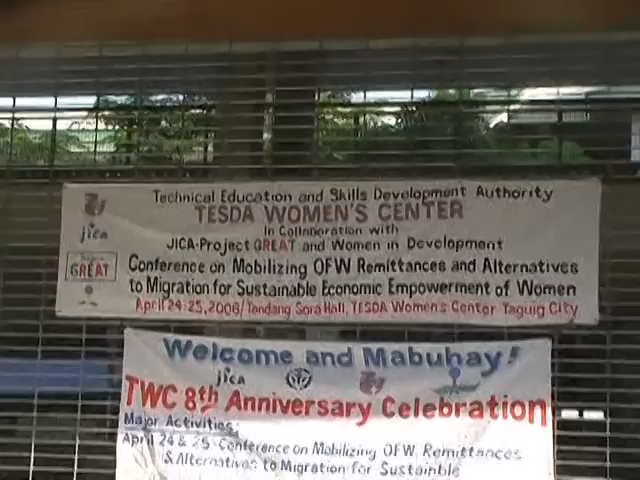 Technical Education and Skills Development Authority
TESDA WOMEN'S CENTER
In Collaboration with
jica
JICA-Project GREAT and Women in Development
GREAT
Conference on Mobilizing OFW Remittances and Alternatives
to Migration for Sustainable Economic Empowerment of Women
April 24-25, 2006/ Tandang Sora Hall, TESDA Women's Center Taguig City
Welcome and Mabuhay!
jica
TWC 8th Anniversary Celebration
Major Activities:
April 24 & 25- Conference on Mobilizing OFW Remittances
& Alternatives to Migration for Sustainble